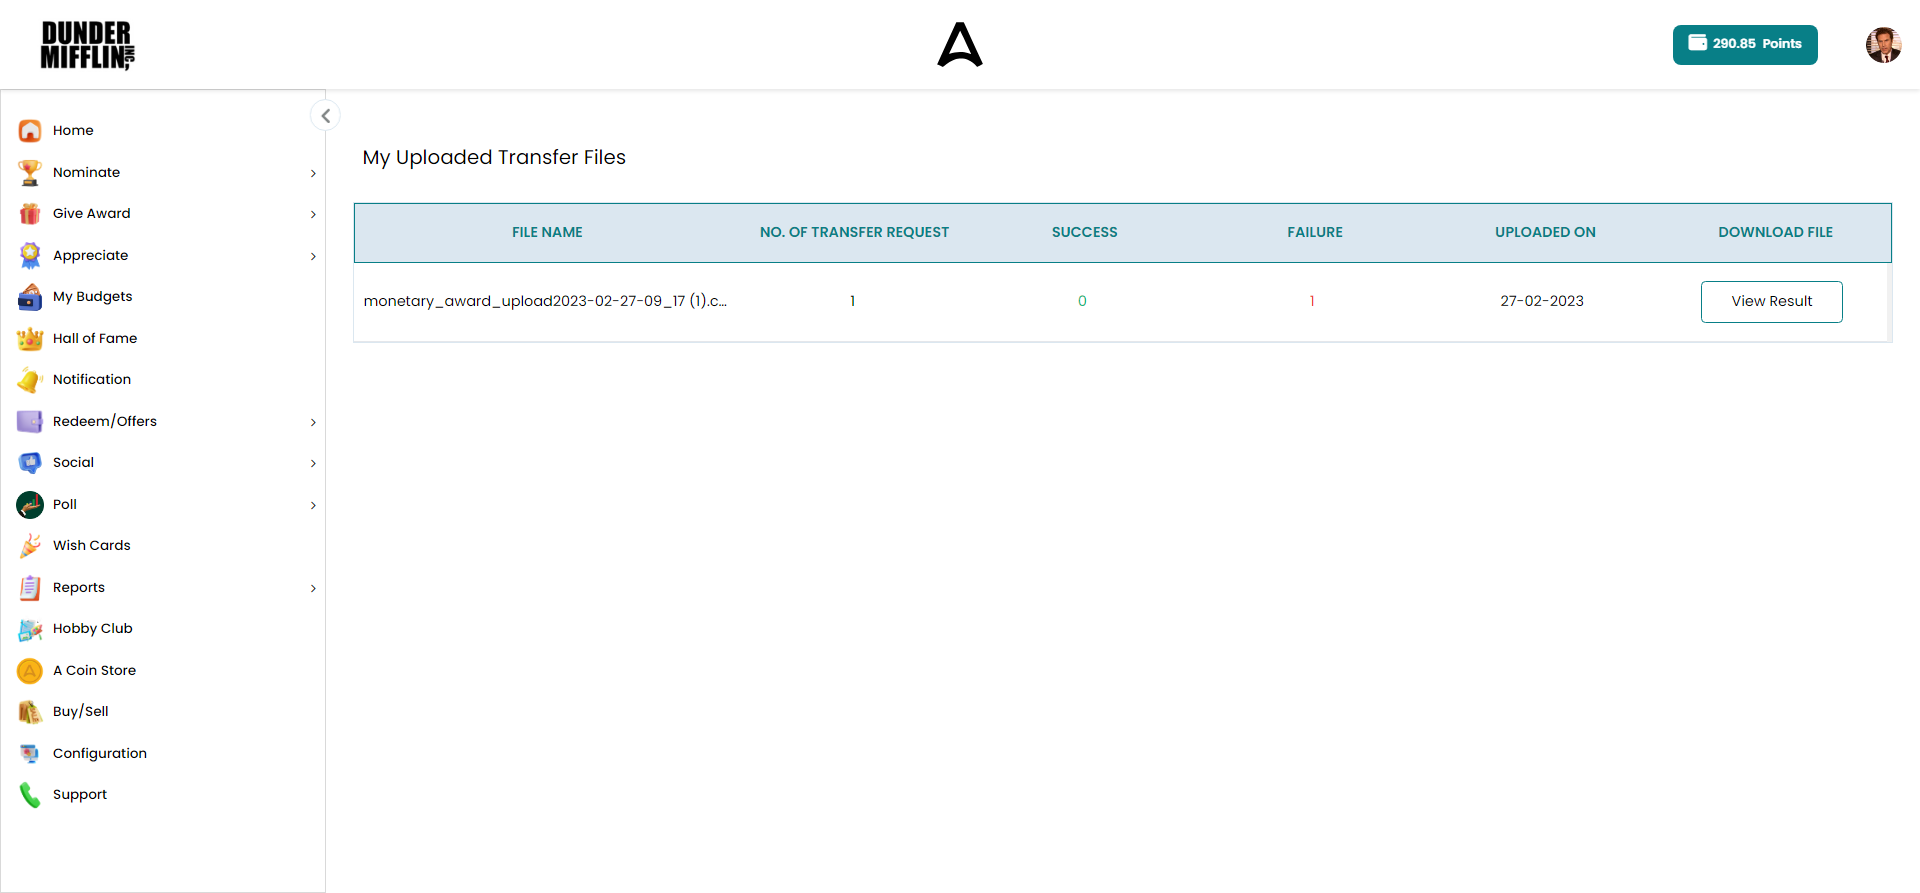 DUNDER
MIFFLIN, INC.
290.85 Points
Home
Nominate
Give Award
Appreciate
My Budgets
Hall of Fame
Notification
Redeem/Offers
Social
Poll
Wish Cards
Reports
Hobby Club
A Coin Store
Buy/Sell
Configuration
Support
My Uploaded Transfer Files
FILE NAME NO. OF TRANSFER REQUEST SUCCESS FAILURE UPLOADED ON DOWNLOAD FILE
monetary_award_upload2023-02-27-09_17 (1).c... 1 0 1 27-02-2023 View Result